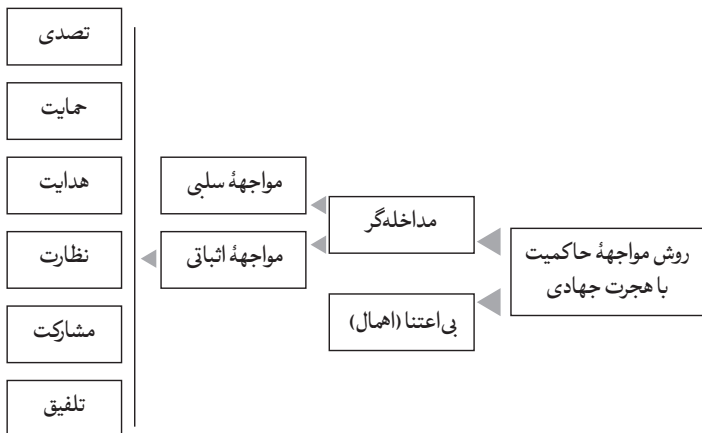 روش مواجههٔ حاکمیت
با هجرت جهادی
مداخله‌گر
بی‌اعتنا (اهمال)
مواجههٔ سلبی
مواجههٔ اثباتی
تصدی
حمایت
هدایت
نظارت
مشارکت
تلفیق